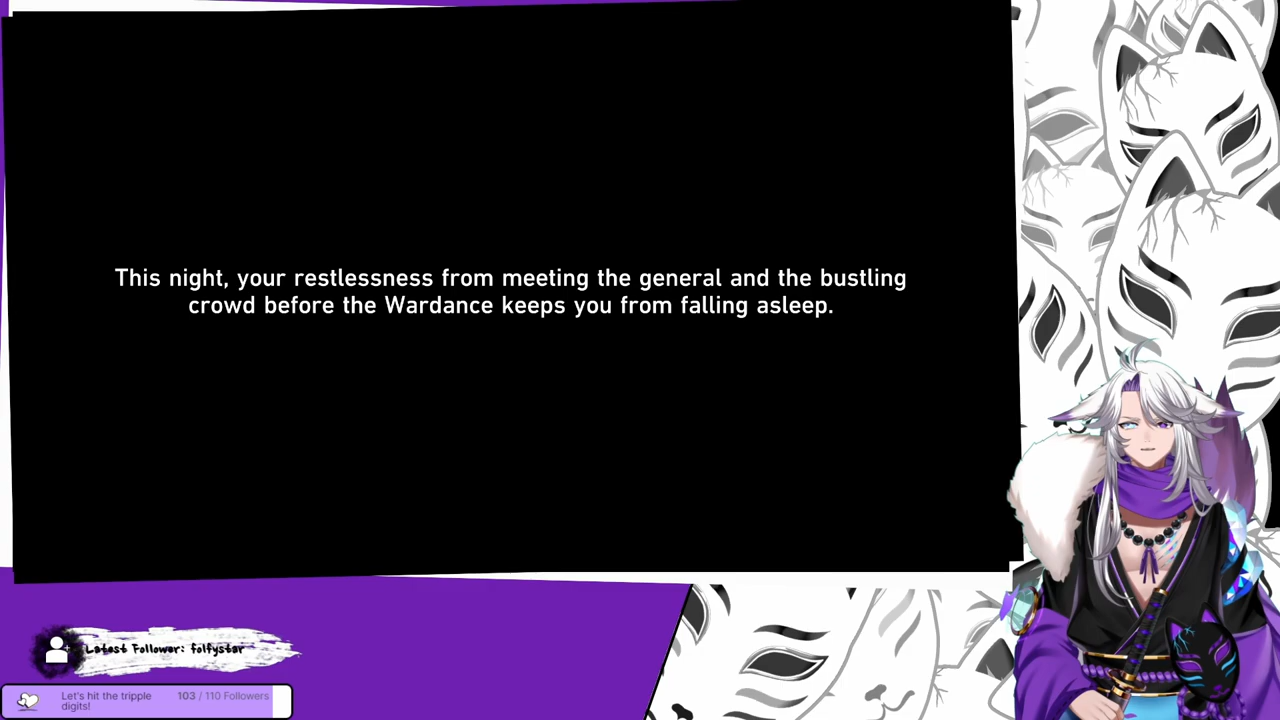 This night, your restlessness from meeting the general and the bustling
crowd before the Wardance keeps you from falling asleep.
Latest Follower: folfystar
Let's hit the tripple
digits!
103 / 110 Followers